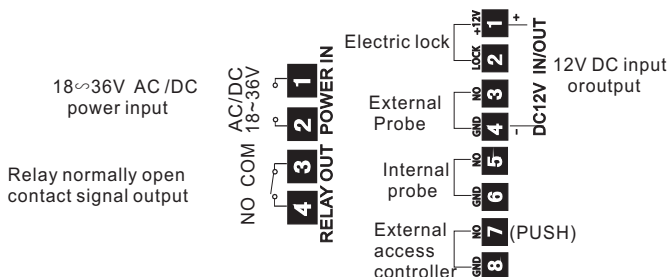 18∽36V AC /DC
power input
Relay normally open
contact signal output
AC/DC
18~36V
NO COM
1
2
3
4
POWER IN
RELAY OUT
Electric lock
External
Probe
Internal
probe
External
access
controller
+12V
LOCK
NO
GND
NO
GND
NO
GND
1
2
3
4
5
6
7
8
+
-
DC12V IN/OUT
12V DC input
oroutput
(PUSH)